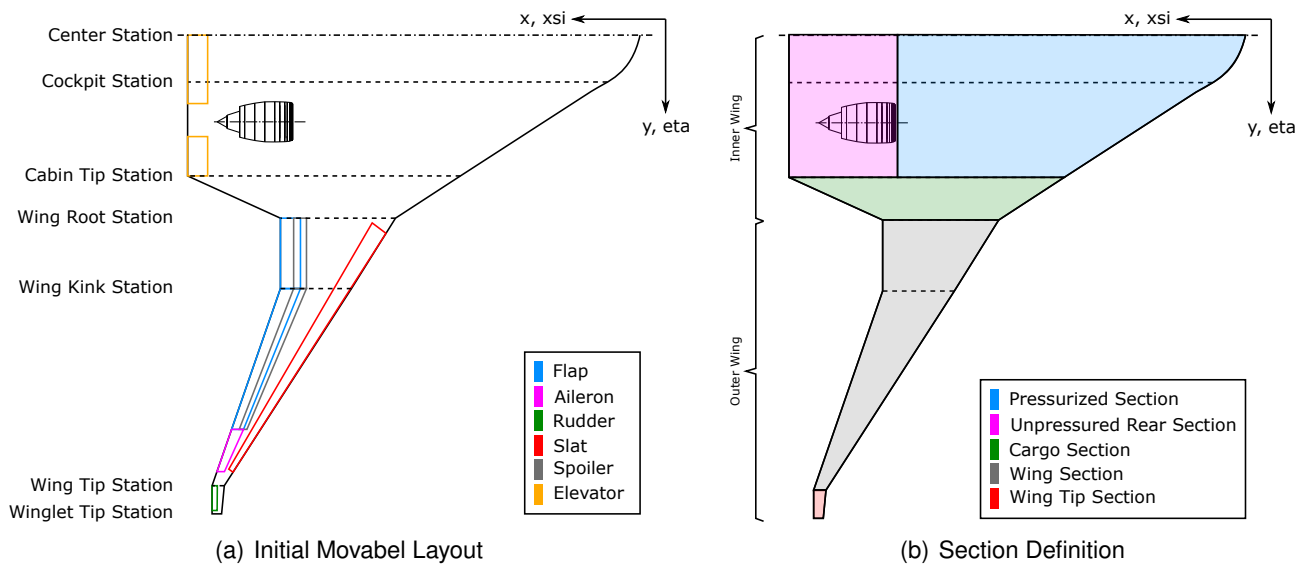 Center Station
Cockpit Station
Cabin Tip Station
Wing Root Station
Wing Kink Station
Wing Tip Station
Winglet Tip Station
x, xsi
y, eta
Flap
Aileron
Rudder
Slat
Spoiler
Elevator
(a) Initial Movabel Layout
x, xsi
y, eta
Inner Wing
Outer Wing
Pressurized Section
Unpressured Rear Section
Cargo Section
Wing Section
Wing Tip Section
(b) Section Definition